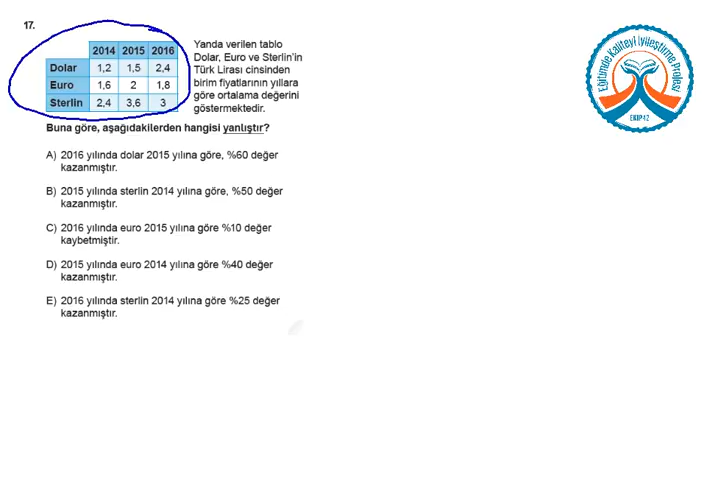 17.
2014 2015 2016
Dolar 1,2 1,5 2,4
Euro 1,6 2 1,8
Sterlin 2,4 3,6 3
Yanda verilen tablo
Dolar, Euro ve Sterlin'in
Türk Lirası cinsinden
birim fiyatlarının yıllara
göre ortalama değerini
göstermektedir.
Buna göre, aşağıdakilerden hangisi yanlıştır?
A) 2016 yılında dolar 2015 yılına göre, %60 değer
kazanmıştır.
B) 2015 yılında sterlin 2014 yılına göre, %50 değer
kazanmıştır.
C) 2016 yılında euro 2015 yılına göre %10 değer
kaybetmiştir.
D) 2015 yılında euro 2014 yılına göre %40 değer
kazanmıştır.
E) 2016 yılında sterlin 2014 yılına göre %25 değer
kazanmıştır.
Eğitimde Kaliteyi İyileştirme Projesi
EKİP42